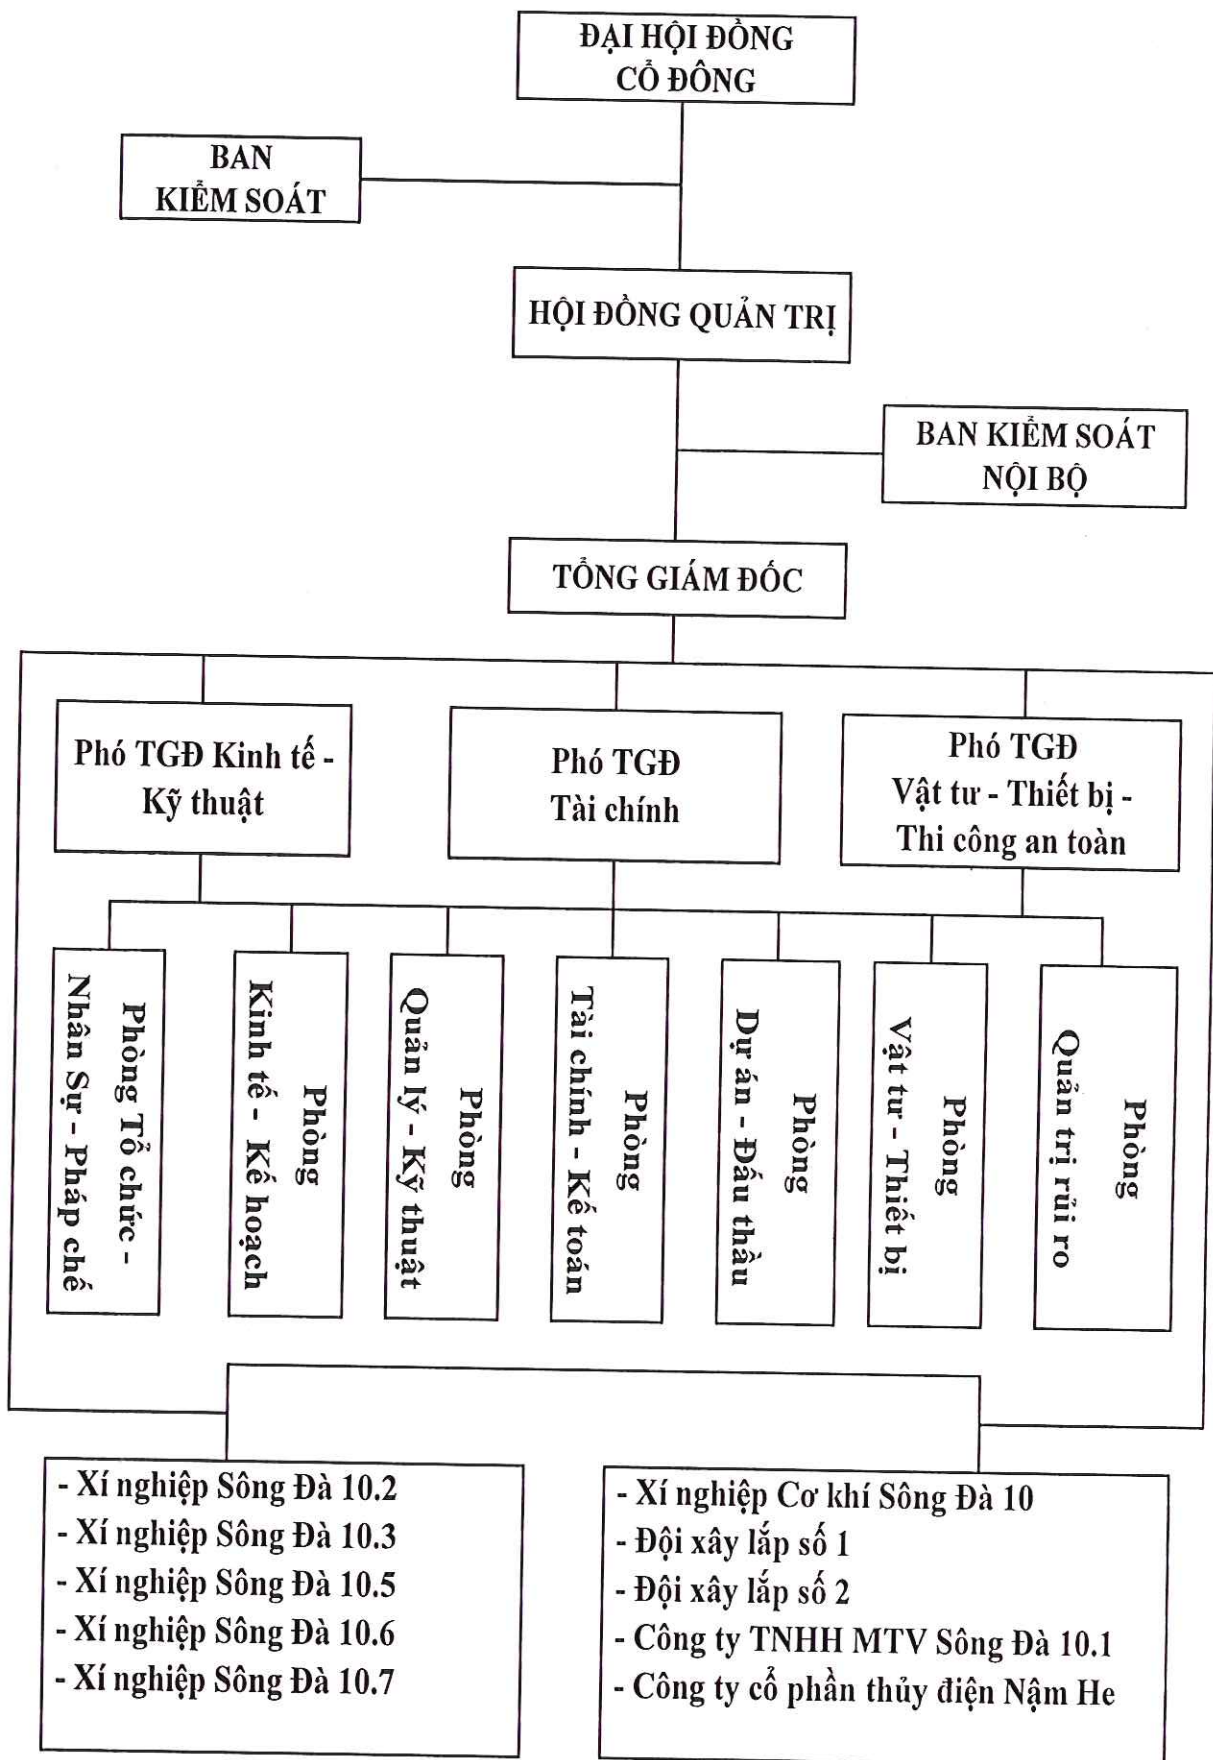 ĐẠI HỘI ĐỒNG
CỔ ĐÔNG
BAN
KIỂM SOÁT
HỘI ĐỒNG QUẢN TRỊ
BAN KIỂM SOÁT
NỘI BỘ
TỔNG GIÁM ĐỐC
Phó TGĐ Kinh tế -
Kỹ thuật
Phó TGĐ
Tài chính
Phó TGĐ
Vật tư - Thiết bị -
Thi công an toàn
Phòng Tổ chức -
Nhân Sự - Pháp chế
Phòng
Kinh tế - Kế hoạch
Phòng
Quản lý - Kỹ thuật
Phòng
Tài chính - Kế toán
Phòng
Dự án - Đấu thầu
Phòng
Vật tư - Thiết bị
Phòng
Quản trị rủi ro
- Xí nghiệp Sông Đà 10.2
- Xí nghiệp Sông Đà 10.3
- Xí nghiệp Sông Đà 10.5
- Xí nghiệp Sông Đà 10.6
- Xí nghiệp Sông Đà 10.7
- Xí nghiệp Cơ khí Sông Đà 10
- Đội xây lắp số 1
- Đội xây lắp số 2
- Công ty TNHH MTV Sông Đà 10.1
- Công ty cổ phần thủy điện Nậm He